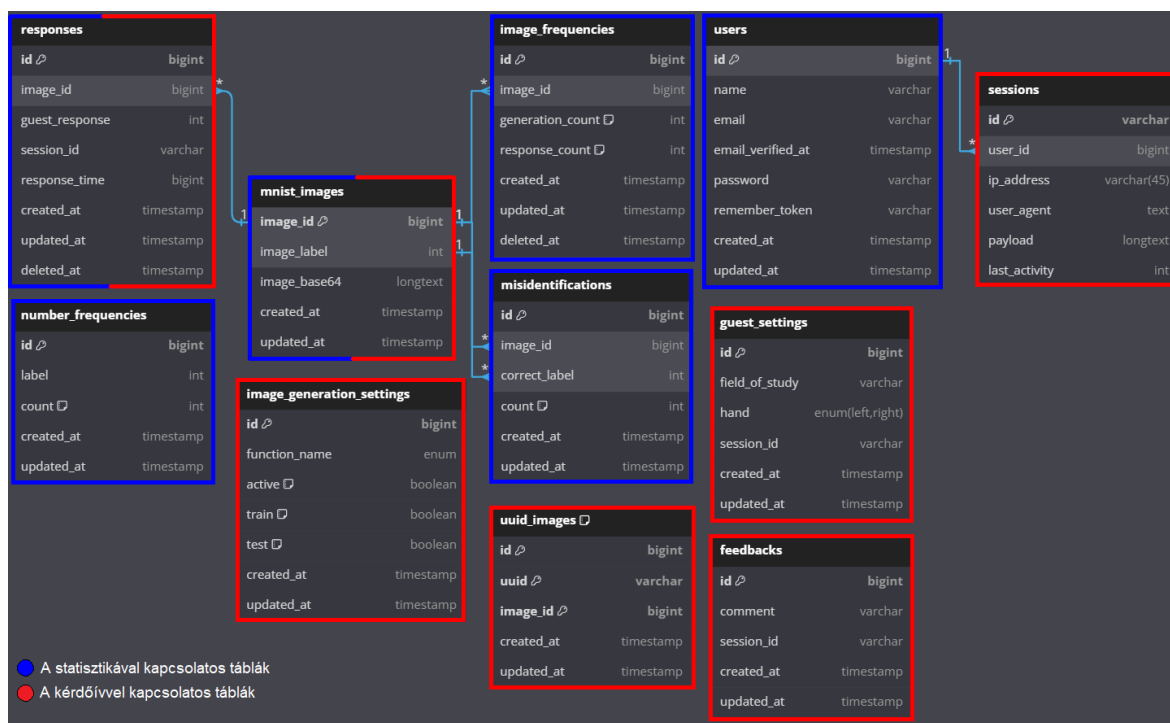 responses
id bigint
image_id bigint
guest_response int
session_id varchar
response_time bigint
created_at timestamp
updated_at timestamp
deleted_at timestamp
number_frequencies
id bigint
label int
count int
created_at timestamp
updated_at timestamp
mnist_images
image_id bigint
image_label int
image_base64 longtext
created_at timestamp
updated_at timestamp
image_generation_settings
id bigint
function_name enum
active boolean
train boolean
test boolean
created_at timestamp
updated_at timestamp
image_frequencies
id bigint
image_id bigint
generation_count int
response_count int
created_at timestamp
updated_at timestamp
deleted_at timestamp
misidentifications
id bigint
image_id bigint
correct_label int
count int
created_at timestamp
updated_at timestamp
uuid_images
id bigint
uuid varchar
image_id bigint
created_at timestamp
updated_at timestamp
users
id bigint
name varchar
email varchar
email_verified_at timestamp
password varchar
remember_token varchar
created_at timestamp
updated_at timestamp
guest_settings
id bigint
field_of_study varchar
hand enum(left,right)
session_id varchar
created_at timestamp
updated_at timestamp
feedbacks
id bigint
comment varchar
session_id varchar
created_at timestamp
updated_at timestamp
sessions
id varchar
user_id bigint
ip_address varchar(45)
user_agent text
payload longtext
last_activity int
* 1 1 1 * * * 1 *
A statisztikával kapcsolatos táblák
A kérdőívvel kapcsolatos táblák